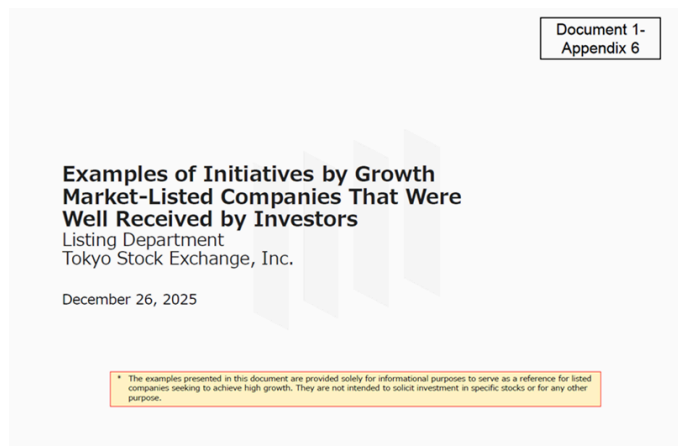 Document 1-
Appendix 6
Examples of Initiatives by Growth
Market-Listed Companies That Were
Well Received by Investors
Listing Department
Tokyo Stock Exchange, Inc.
December 26, 2025
* The examples presented in this document are provided solely for informational purposes to serve as a reference for listed
companies seeking to achieve high growth. They are not intended to solicit investment in specific stocks or for any other
purpose.